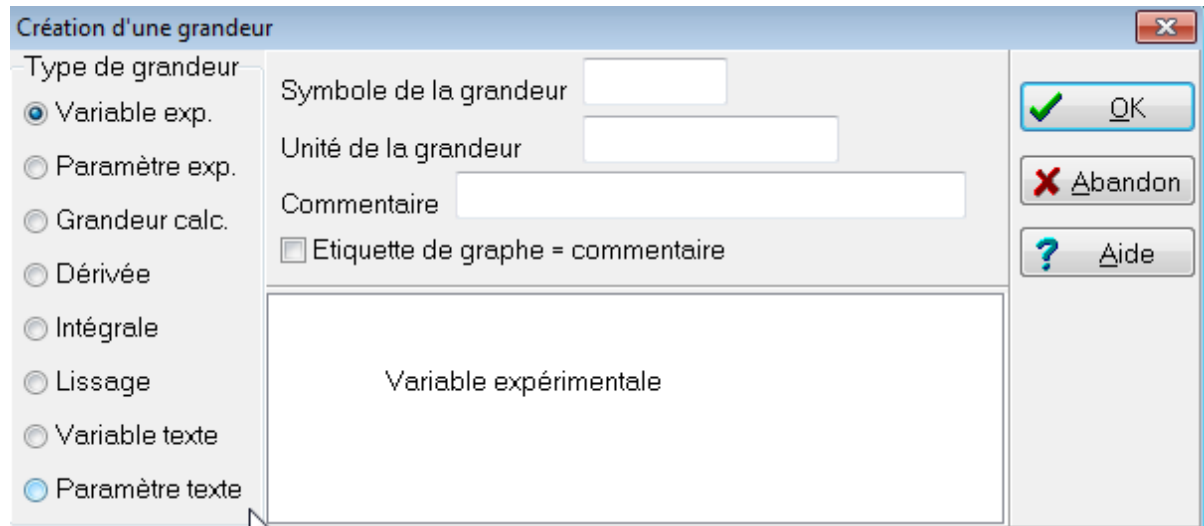 Création d'une grandeur
Type de grandeur
Variable exp.
Paramètre exp.
Grandeur calc.
Dérivée
Intégrale
Lissage
Variable texte
Paramètre texte
Symbole de la grandeur
Unité de la grandeur
Commentaire
Etiquette de graphe = commentaire
Variable expérimentale
OK
Abandon
Aide